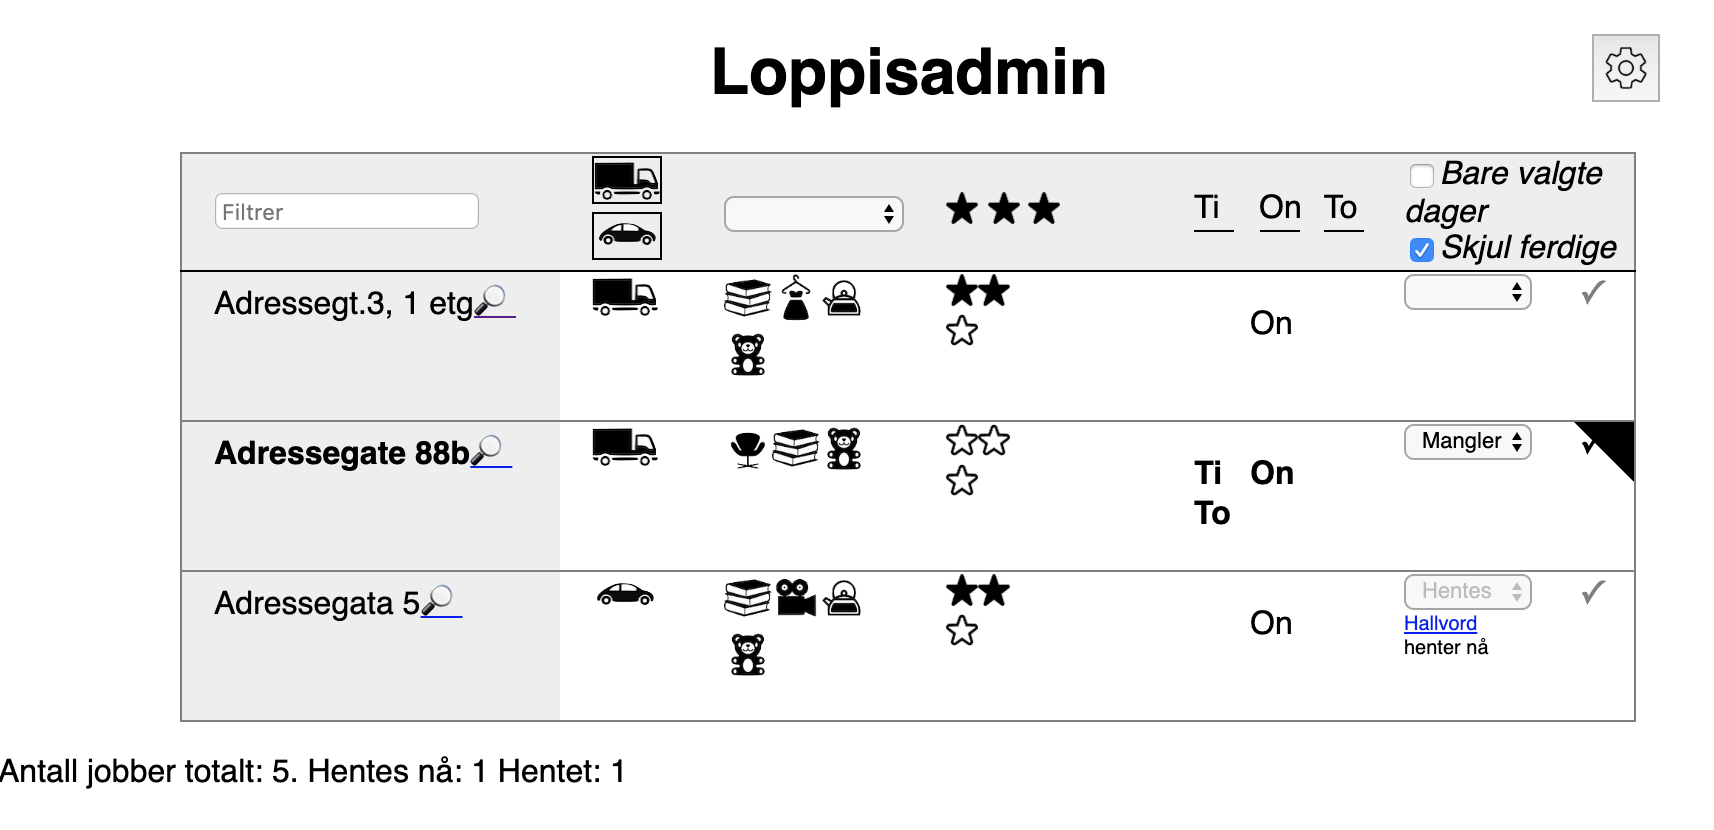 Loppisadmin
Filtrer
Ti On To
Bare valgte
dager
Skjul ferdige
Adressegt.3, 1 etg
On
Adressegate 88b
Ti On
To
Mangler
Adressegata 5
On
Hentes
Hallvord
henter nå
Antall jobber totalt: 5. Hentes nå: 1 Hentet: 1